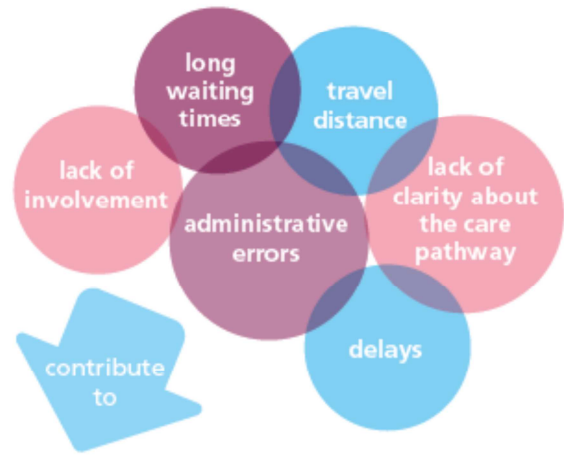 long
waiting
times
travel
distance
lack of
involvement
administrative
errors
lack of
clarity about
the care
pathway
delays
contribute
to